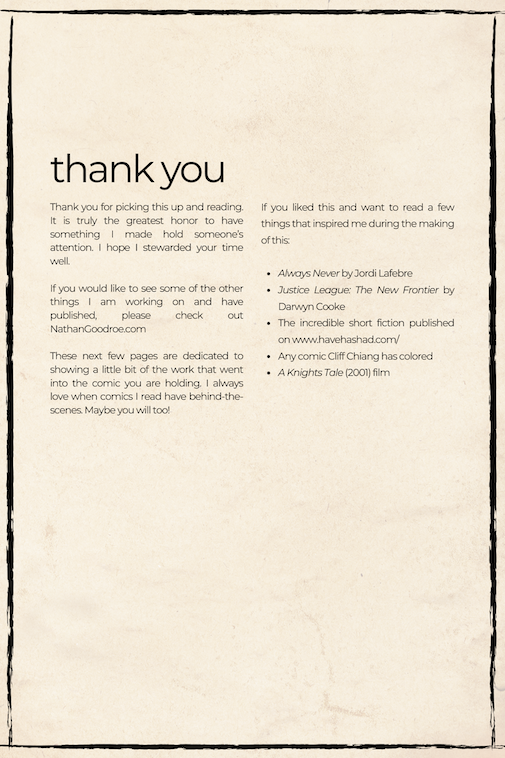 thank you
Thank you for picking this up and reading.
It is truly the greatest honor to have
something I made hold someone's
attention. I hope I stewarded your time
well.
If you would like to see some of the other
things I am working on and have
published, please check out
NathanGoodroe.com
These next few pages are dedicated to
showing a little bit of the work that went
into the comic you are holding. I always
love when comics I read have behind-the-
scenes. Maybe you will too!
If you liked this and want to read a few
things that inspired me during the making
of this:
• Always Never by Jordi Lafebre
• Justice League: The New Frontier by
Darwyn Cooke
• The incredible short fiction published
on www.havehashad.com/
• Any comic Cliff Chiang has colored
• A Knights Tale (2001) film